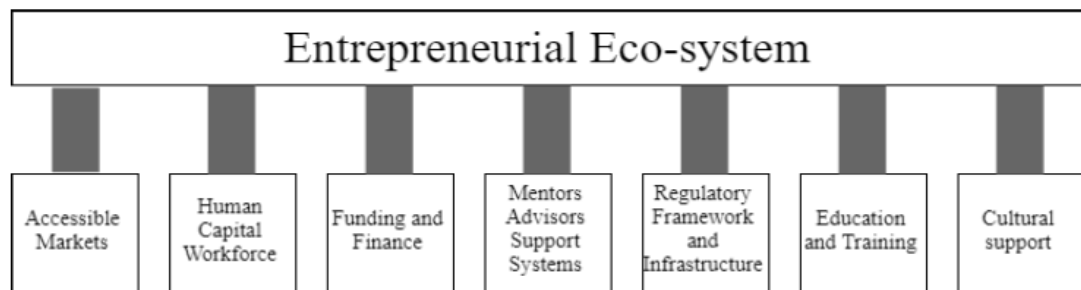 Entrepreneurial Eco-system
Accessible
Markets
Human
Capital
Workforce
Funding and
Finance
Mentors
Advisors
Support
Systems
Regulatory
Framework
and
Infrastructure
Education
and Training
Cultural
support